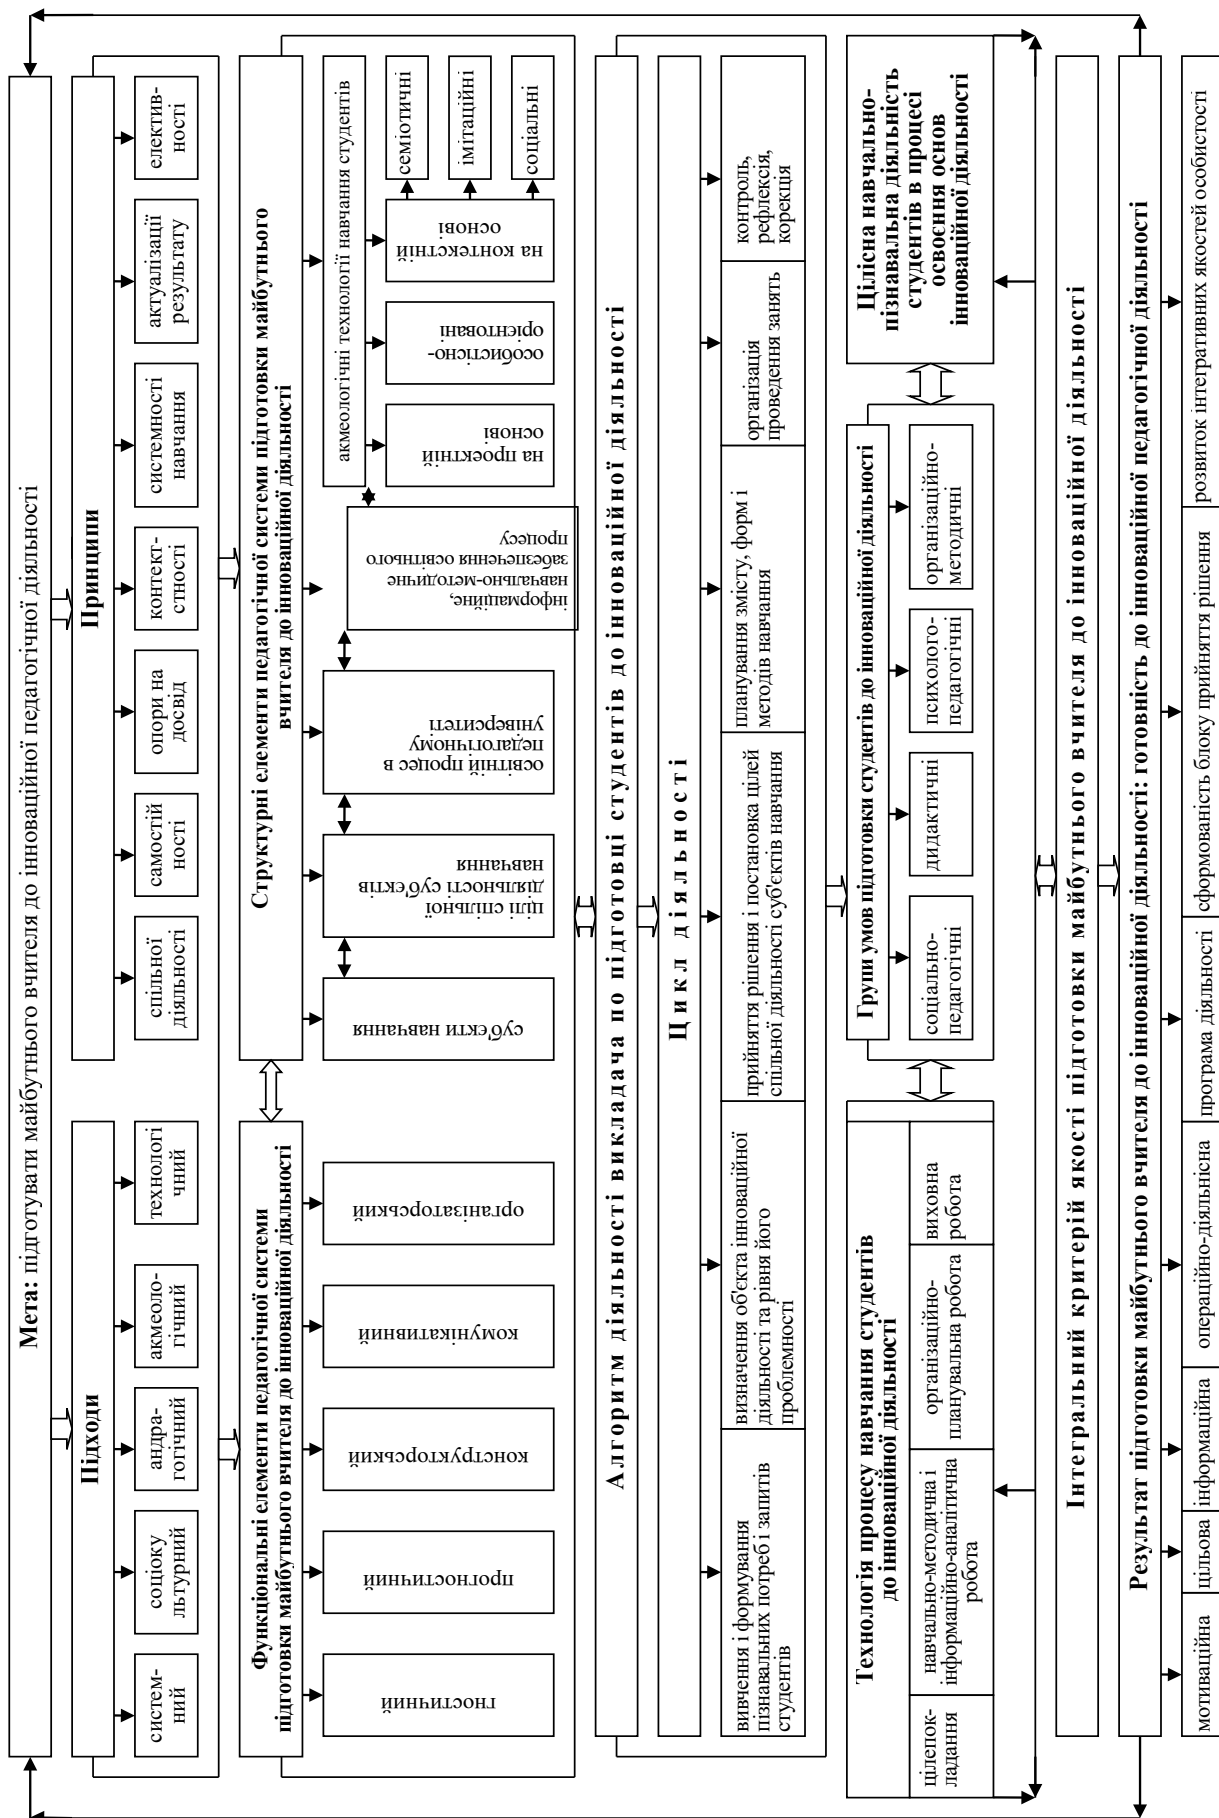 Мета: підготувати майбутнього вчителя до інноваційної педагогічної діяльності
Підходи
систем-
ний
соціоку
льтурний
андра-
гогічний
акмеоло-
гічний
технологі
чний
Принципи
спільної
діяльності
самостій
ності
опори на
досвід
контект-
стності
системності
навчання
актуалізації
результату
електив-
ності
Функціональні елементи педагогічної системи
підготовки майбутнього вчителя до інноваційної діяльності
гностичний
прогностичний
конструкторський
комунікативний
організаторський
Структурні елементи педагогічної системи підготовки майбутнього
вчителя до інноваційної діяльності
суб'єкти навчання
цілі спільної
діяльності суб'єктів
навчання
освітній процес в
педагогічному
університеті
інформаційне,
навчально-методичне
забезпечення освітнього
процесу
акмеологічні технології навчання студентів
на проектній
основі
особистісно-
орієнтовані
на контекстній
основі
семіотичні
імітаційні
соціальні
Алгоритм діяльності викладача по підготовці студентів до інноваційної діяльності
Цикл діяльності
вивчення і формування
пізнавальних потреб і запитів
студентів
визначення об'єкта інноваційної
діяльності та рівня його
проблемності
прийняття рішення і постановка цілей
спільної діяльності суб'єктів навчання
планування змісту, форм і
методів навчання
організація
проведення занять
контроль,
рефлексія,
корекція
Технологія процесу навчання студентів
до інноваційної діяльності
цілепок-
ладання
навчально-методична і
інформаційно-аналітична
робота
організаційно-
планувальна робота
виховна
робота
Групи умов підготовки студентів до інноваційної діяльності
соціально-
педагогічні
дидактичні
психолого-
педагогічні
організаційно-
методичні
Цілісна навчально-
пізнавальна діяльність
студентів в процесі
освоєння основ
інноваційної діяльності
Інтегральний критерій якості підготовки майбутнього вчителя до інноваційної діяльності
Результат підготовки майбутнього вчителя до інноваційної діяльності: готовність до інноваційної педагогічної діяльності
мотиваційна
цільова
інформаційна
операційно-діяльнісна
програма діяльності
сформованість блоку прийняття рішення
розвиток інтегративних якостей особистості